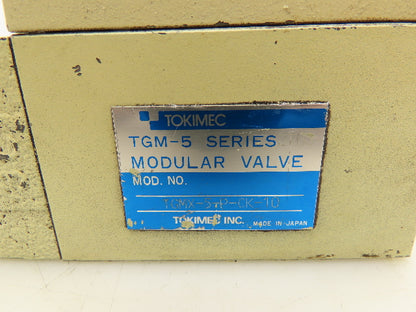 TOKIMEC
TGM-5 SERIES
MODULAR VALVE
MOD. NO.
TOKIMEC INC. MADE IN JAPAN